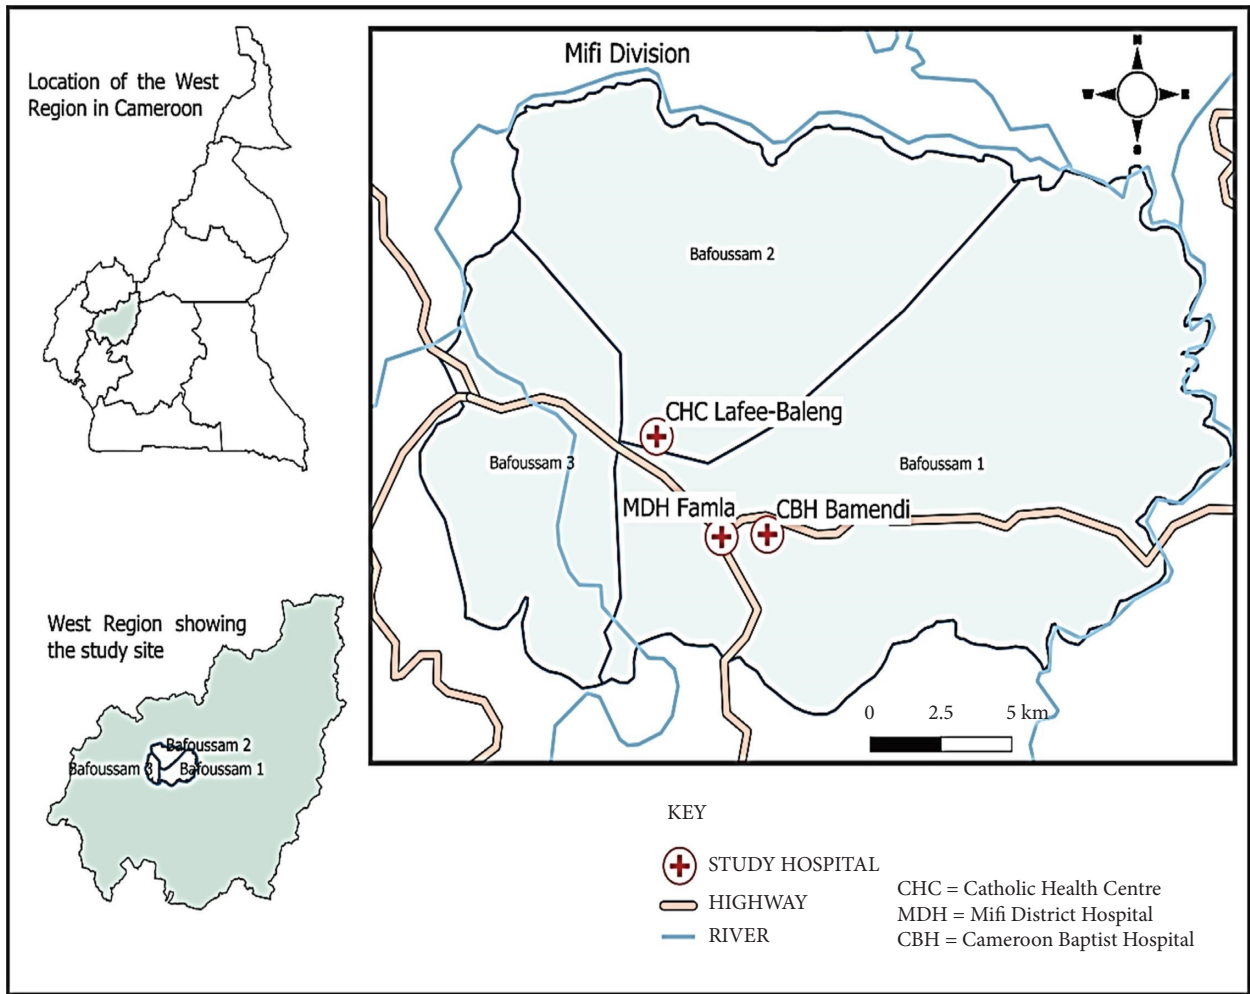 Location of the West
Region in Cameroon
Mifi Division
N
W
E
S
Bafoussam 2
CHC Lafee-Baleng
Bafoussam 3
Bafoussam 1
MDH Famla
CBH Bamendi
0 2.5 5 km
West Region showing
the study site
Bafoussam 2
Bafoussam 3
Bafoussam 1
KEY
STUDY HOSPITAL
HIGHWAY
RIVER
CHC = Catholic Health Centre
MDH = Mifi District Hospital
CBH = Cameroon Baptist Hospital